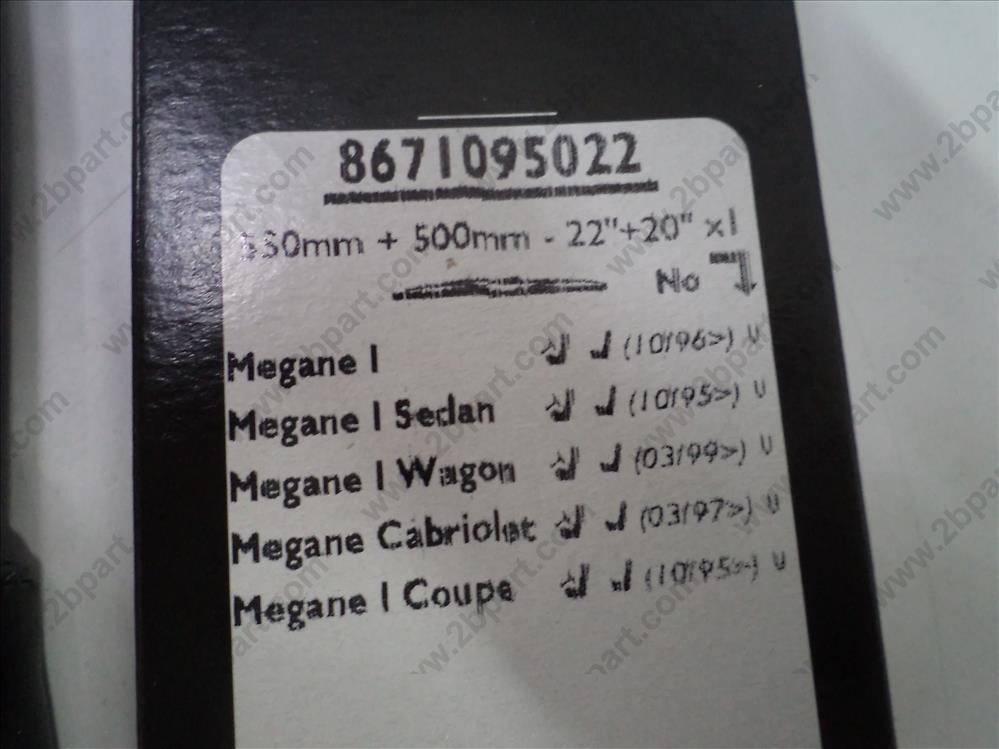 8671095022
550mm + 500mm - 22"+20" x1
No
Megane I (10/96>) U
Megane I Sedan (10/95>) U
Megane I Wagon (03/99>) U
Megane Cabriolet (03/97>) U
Megane I Coupe (10/95>) U
www.2bpart.com